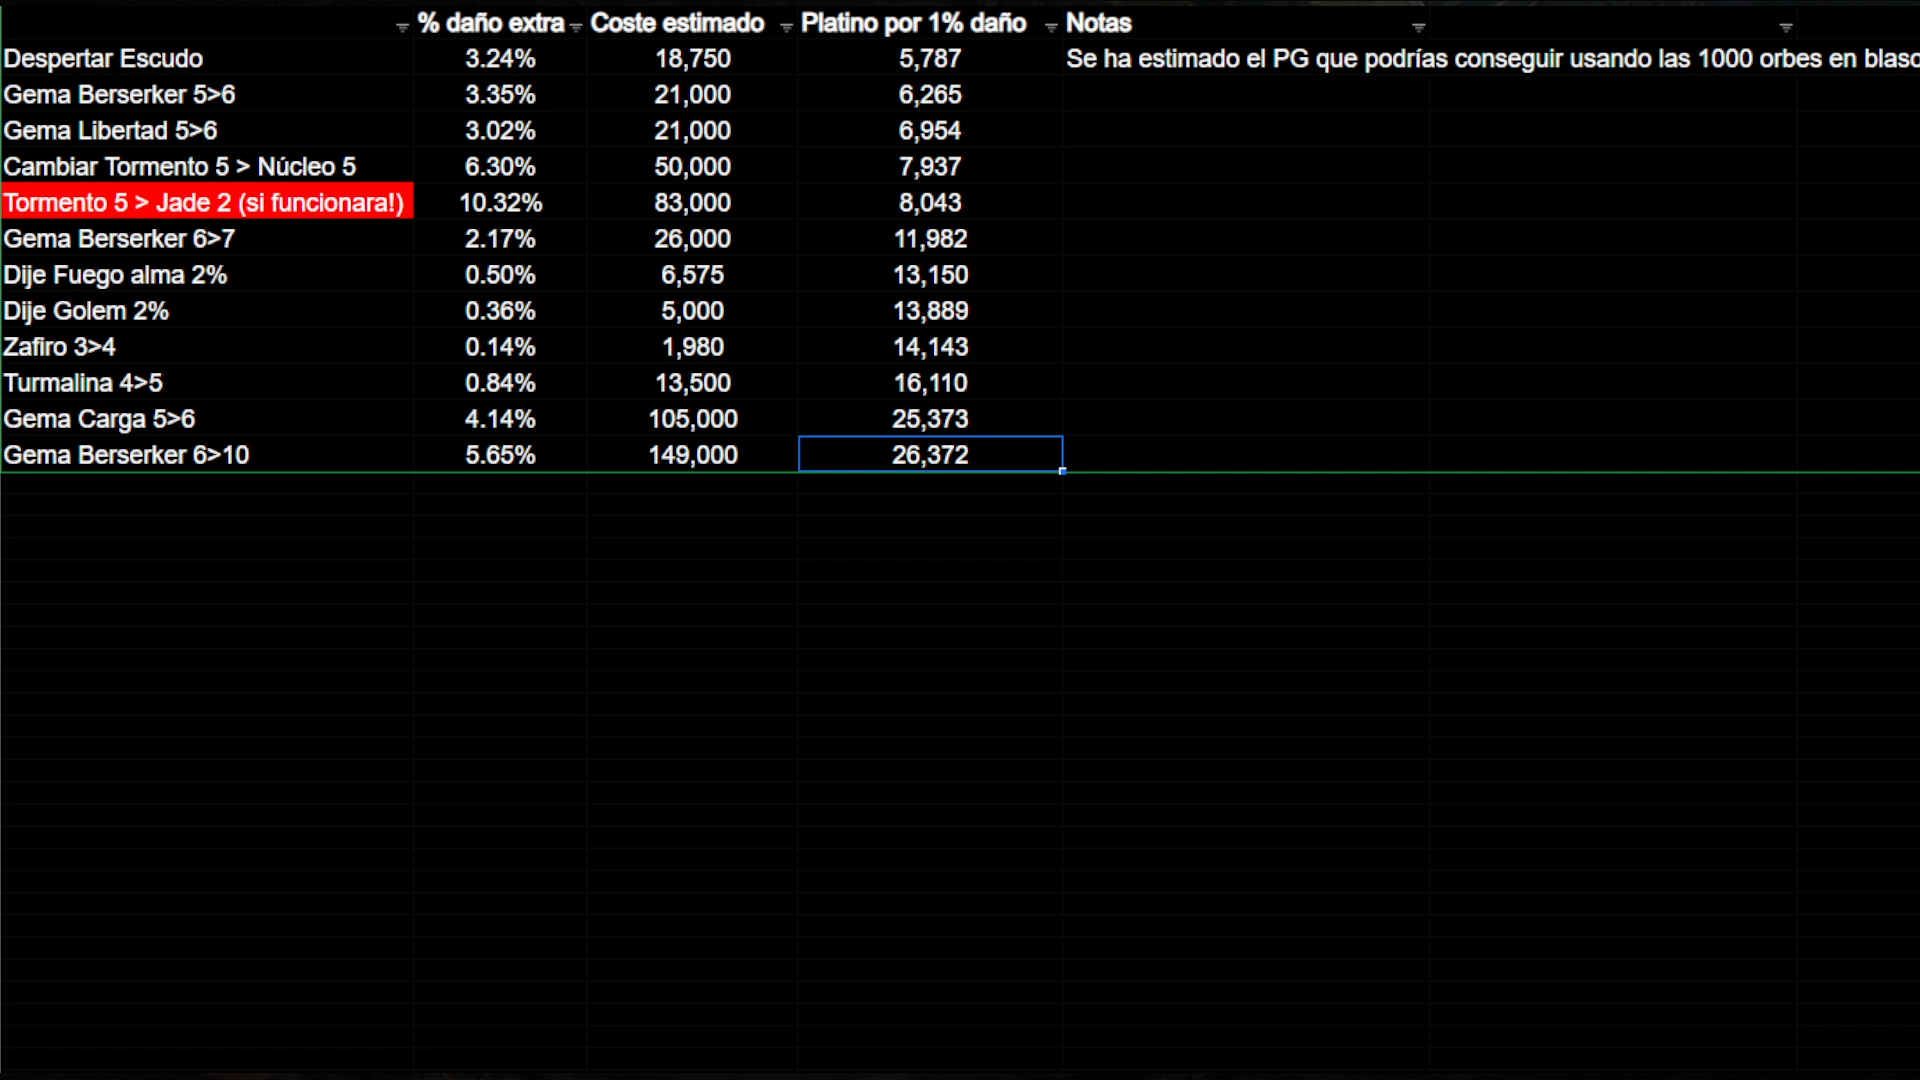 % daño extra Coste estimado Platino por 1% daño Notas
Despertar Escudo 3.24% 18,750 5,787 Se ha estimado el PG que podrías conseguir usando las 1000 orbes en
Gema Berserker 5>6 3.35% 21,000 6,265
Gema Libertad 5>6 3.02% 21,000 6,954
Cambiar Tormento 5 > Núcleo 5 6.30% 50,000 7,937
Tormento 5 > Jade 2 (si funcionara!) 10.32% 83,000 8,043
Gema Berserker 6>7 2.17% 26,000 11,982
Dije Fuego alma 2% 0.50% 6,575 13,150
Dije Golem 2% 0.36% 5,000 13,889
Zafiro 3>4 0.14% 1,980 14,143
Turmalina 4>5 0.84% 13,500 16,110
Gema Carga 5>6 4.14% 105,000 25,373
Gema Berserker 6>10 5.65% 149,000 26,372